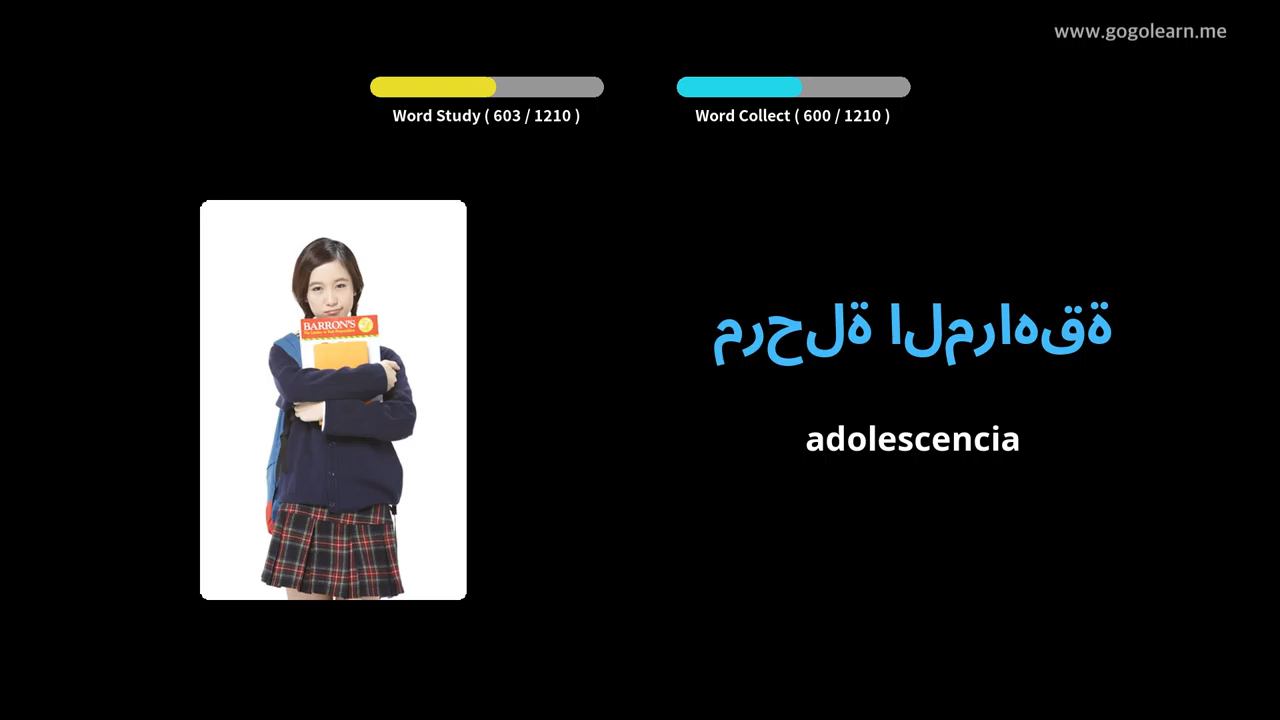 www.gogolearn.me
Word Study ( 603 / 1210 )
Word Collect ( 600 / 1210 )
BARRON'S
مرحلة المراهقة
adolescencia